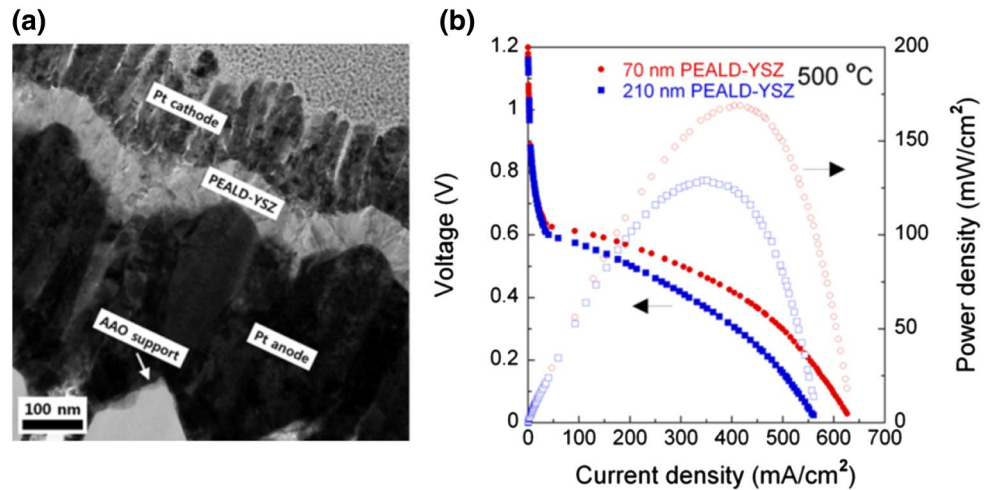 (a)
Pt cathode
PEALD-YSZ
AAO support
Pt anode
100 nm
(b)
70 nm PEALD-YSZ
210 nm PEALD-YSZ
500 °C
Voltage (V)
1.2
1
0.8
0.6
0.4
0.2
0
Power density (mW/cm²)
200
150
100
50
0
0 100 200 300 400 500 600 700
Current density (mA/cm²)